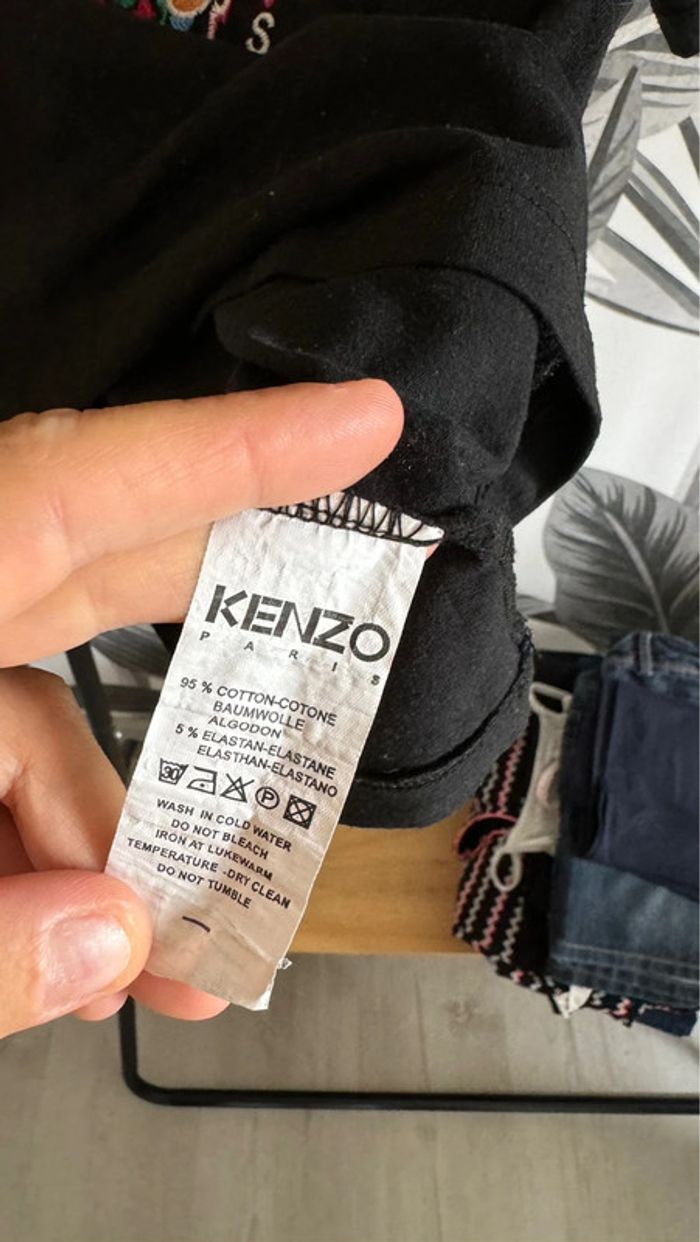 S
KENZO
PARIS
95 % COTTON-COTONE
BAUMWOLLE
ALGODON
5 % ELASTAN-ELASTANE
ELASTHAN-ELASTANO
30° P
WASH IN COLD WATER
DO NOT BLEACH
IRON AT LUKEWARM
TEMPERATURE -DRY CLEAN
DO NOT TUMBLE